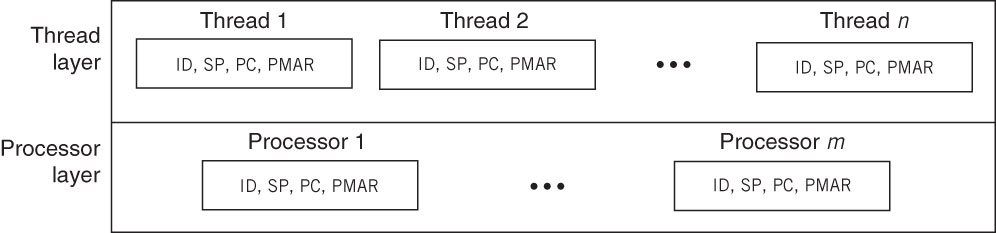 Thread layer
Thread 1
Thread 2
Thread n
ID, SP, PC, PMAR
ID, SP, PC, PMAR
•••
ID, SP, PC, PMAR
Processor layer
Processor 1
Processor m
ID, SP, PC, PMAR
•••
ID, SP, PC, PMAR